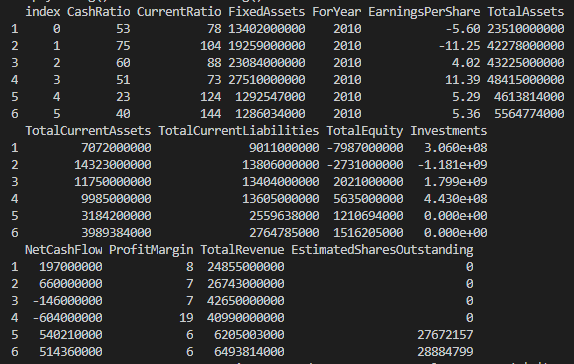 index CashRatio CurrentRatio FixedAssets ForYear EarningsPerShare TotalAssets
1 0 53 78 13402000000 2010 -5.60 23510000000
2 1 75 104 19259000000 2010 -11.25 42278000000
3 2 60 88 23084000000 2010 4.02 43225000000
4 3 51 73 27510000000 2010 11.39 48415000000
5 4 23 124 1292547000 2010 5.29 4613814000
6 5 40 144 1286034000 2010 5.36 5564774000
TotalCurrentAssets TotalCurrentLiabilities TotalEquity Investments
1 7072000000 9011000000 -7987000000 3.060e+08
2 14323000000 13806000000 -2731000000 -1.181e+09
3 11750000000 13404000000 2021000000 1.799e+09
4 9985000000 13605000000 5635000000 4.430e+08
5 3184200000 2559638000 1210694000 0.000e+00
6 3989384000 2764785000 1516205000 0.000e+00
NetCashFlow ProfitMargin TotalRevenue EstimatedSharesOutstanding
1 197000000 8 24855000000 0
2 660000000 7 26743000000 0
3 -146000000 7 42650000000 0
4 -604000000 19 40990000000 0
5 540210000 6 6205003000 27672157
6 514360000 6 6493814000 28884799